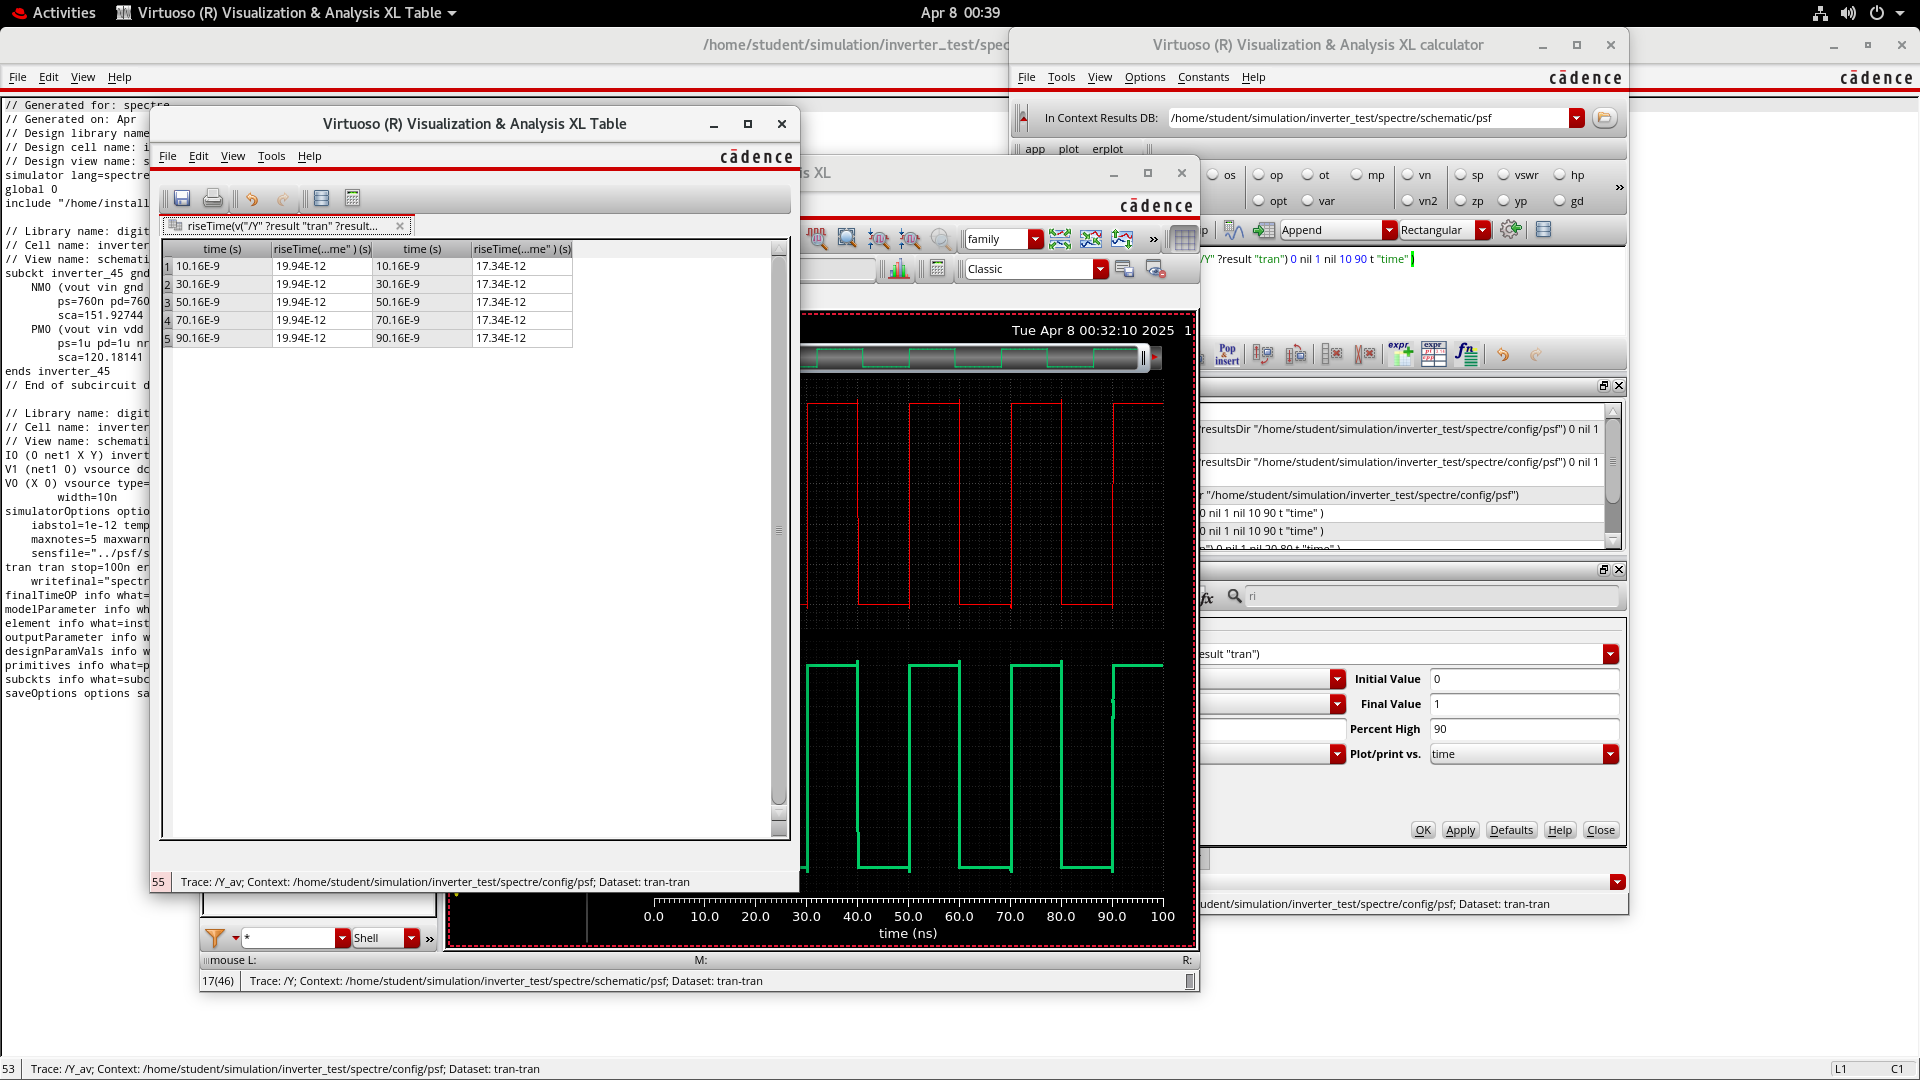 Activities
Virtuoso (R) Visualization & Analysis XL Table
Apr 8 00:39
/home/student/simulation/inverter_test/spec
File Edit View Help
cādence
// Generated for: spectre
// Generated on: Apr
// Design library name
// Design cell name: i
// Design view name: s
simulator lang=spectre
global 0
include "/home/install
// Library name: digit
// Cell name: inverter
// View name: schemati
subckt inverter_45 gnd
NM0 (vout vin gnd
ps=760n pd=760
sca=151.92744
PM0 (vout vin vdd
ps=1u pd=1u nr
sca=120.18141
ends inverter_45
// End of subcircuit d
// Library name: digit
// Cell name: inverter
// View name: schemati
I0 (0 net1 X Y) invert
V1 (net1 0) vsource dc
V0 (X 0) vsource type=
width=10n
simulatorOptions optio
iabstol=1e-12 temp
maxnotes=5 maxwarn
sensfile="../psf/s
tran tran stop=100n er
writefinal="spectr
finalTimeOP info what=
modelParameter info wh
element info what=inst
outputParameter info w
designParamVals info w
primitives info what=p
subckts info what=subc
saveOptions options sa
Virtuoso (R) Visualization & Analysis XL Table
File Edit View Tools Help
cādence
riseTime(v("/Y" ?result "tran" ?result...
time (s) riseTime(...me" ) (s) time (s) riseTime(...me" ) (s)
1 10.16E-9 19.94E-12 10.16E-9 17.34E-12
2 30.16E-9 19.94E-12 30.16E-9 17.34E-12
3 50.16E-9 19.94E-12 50.16E-9 17.34E-12
4 70.16E-9 19.94E-12 70.16E-9 17.34E-12
5 90.16E-9 19.94E-12 90.16E-9 17.34E-12
55 Trace: /Y_av; Context: /home/student/simulation/inverter_test/spectre/config/psf; Dataset: tran-tran
is XL
cādence
family
Classic
Tue Apr 8 00:32:10 2025 1
0.0 10.0 20.0 30.0 40.0 50.0 60.0 70.0 80.0 90.0 100
time (ns)
* Shell
mouse L: M: R:
17(46) Trace: /Y; Context: /home/student/simulation/inverter_test/spectre/schematic/psf; Dataset: tran-tran
Virtuoso (R) Visualization & Analysis XL calculator
File Tools View Options Constants Help
cādence
In Context Results DB: /home/student/simulation/inverter_test/spectre/schematic/psf
app plot erplot
os op ot mp vn sp vswr hp
opt var vn2 zp yp gd
Append Rectangular
/Y" ?result "tran") 0 nil 1 nil 10 90 t "time" )
Pop & insert expr expr fn
resultsDir "/home/student/simulation/inverter_test/spectre/config/psf") 0 nil 1
resultsDir "/home/student/simulation/inverter_test/spectre/config/psf") 0 nil 1
r "/home/student/simulation/inverter_test/spectre/config/psf")
0 nil 1 nil 10 90 t "time" )
0 nil 1 nil 10 90 t "time" )
n") 0 nil 1 nil 20 80 t "time" )
fx ri
esult "tran")
Initial Value 0
Final Value 1
Percent High 90
Plot/print vs. time
OK Apply Defaults Help Close
udent/simulation/inverter_test/spectre/config/psf; Dataset: tran-tran
53 Trace: /Y_av; Context: /home/student/simulation/inverter_test/spectre/config/psf; Dataset: tran-tran
L1 C1